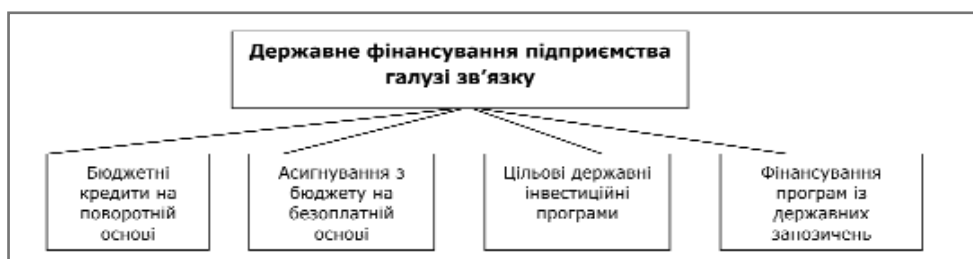 Державне фінансування підприємства
галузі зв’язку
Бюджетні
кредити на
поворотній
основі
Асигнування з
бюджету на
безоплатній
основі
Цільові державні
інвестиційні
програми
Фінансування
програм із
державних
запозичень